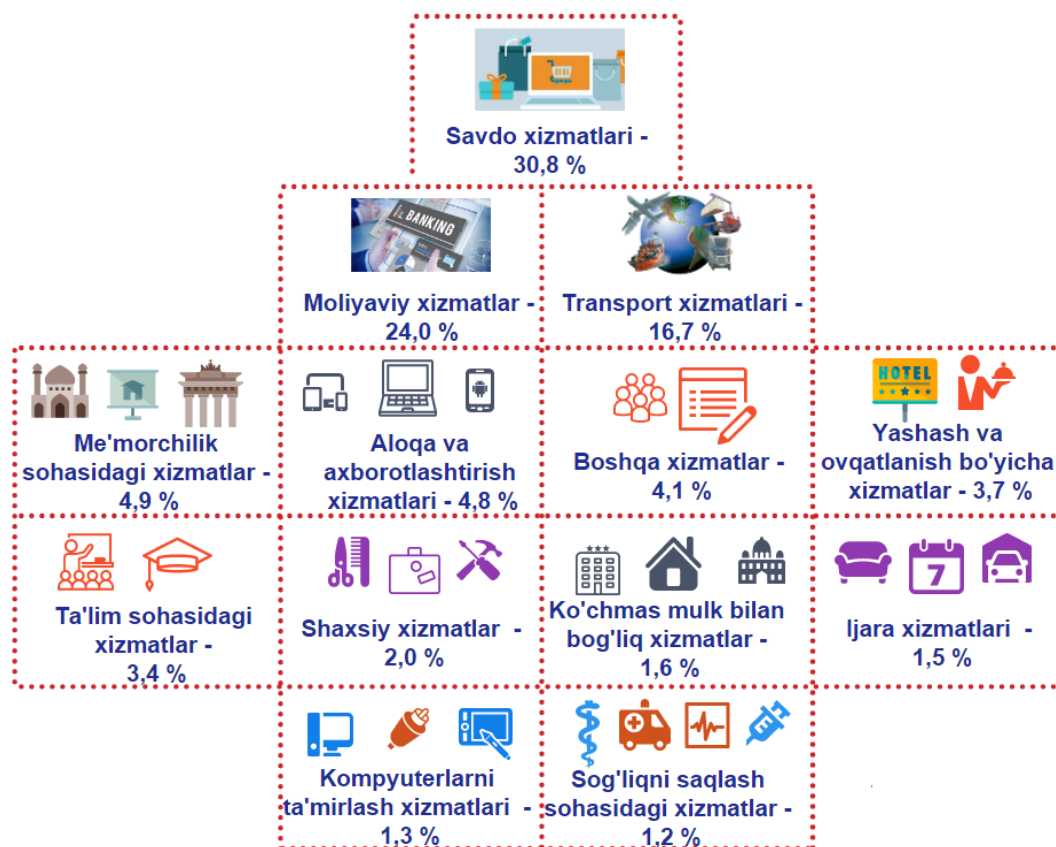 Savdo xizmatlari -
30,8 %
BANKING
Moliyaviy xizmatlar -
24,0 %
Transport xizmatlari -
16,7 %
Me'morchilik
sohasidagi xizmatlar -
4,9 %
Aloqa va
axborotlashtirish
xizmatlari - 4,8 %
Boshqa xizmatlar -
4,1 %
HOTEL
Yashash va
ovqatlanish bo'yicha
xizmatlar - 3,7 %
Ta'lim sohasidagi
xizmatlar -
3,4 %
Shaxsiy xizmatlar -
2,0 %
Ko'chmas mulk bilan
bog'liq xizmatlar -
1,6 %
7
Ijara xizmatlari -
1,5 %
Kompyuterlarni
ta'mirlash xizmatlari -
1,3 %
Sog'liqni saqlash
sohasidagi xizmatlar -
1,2 %